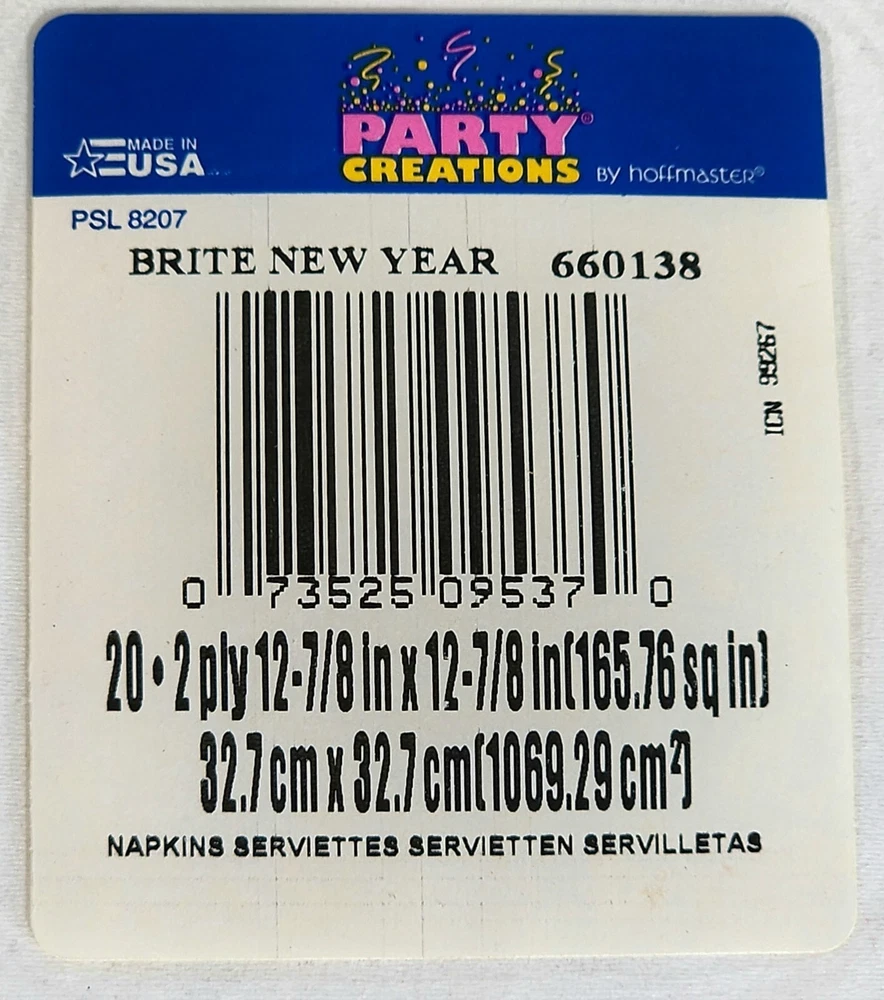 MADE IN
USA
PARTY®
CREATIONS BY hoffmaster®
PSL 8207
BRITE NEW YEAR 660138
ICN 99267
0 73525 09537 0
20 • 2 ply 12-7/8 in x 12-7/8 in(165.76 sq in)
32.7 cm x 32.7 cm(1069.29 cm²)
NAPKINS SERVIETTES SERVIETTEN SERVILLETAS